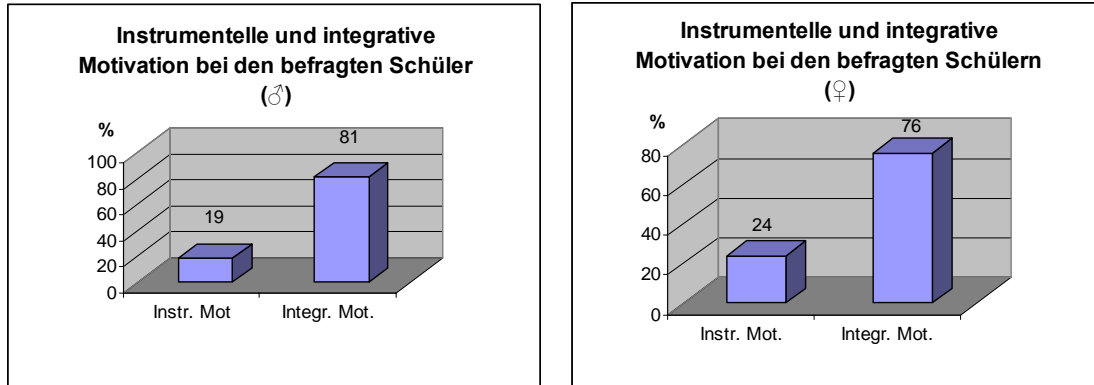 Instrumentelle und integrative
Motivation bei den befragten Schüler
(♂)
%
100
80
60
40
20
0
19
81
Instr. Mot
Integr. Mot.
Instrumentelle und integrative
Motivation bei den befragten Schülern
(♀)
%
80
60
40
20
0
24
76
Instr. Mot.
Integr. Mot.